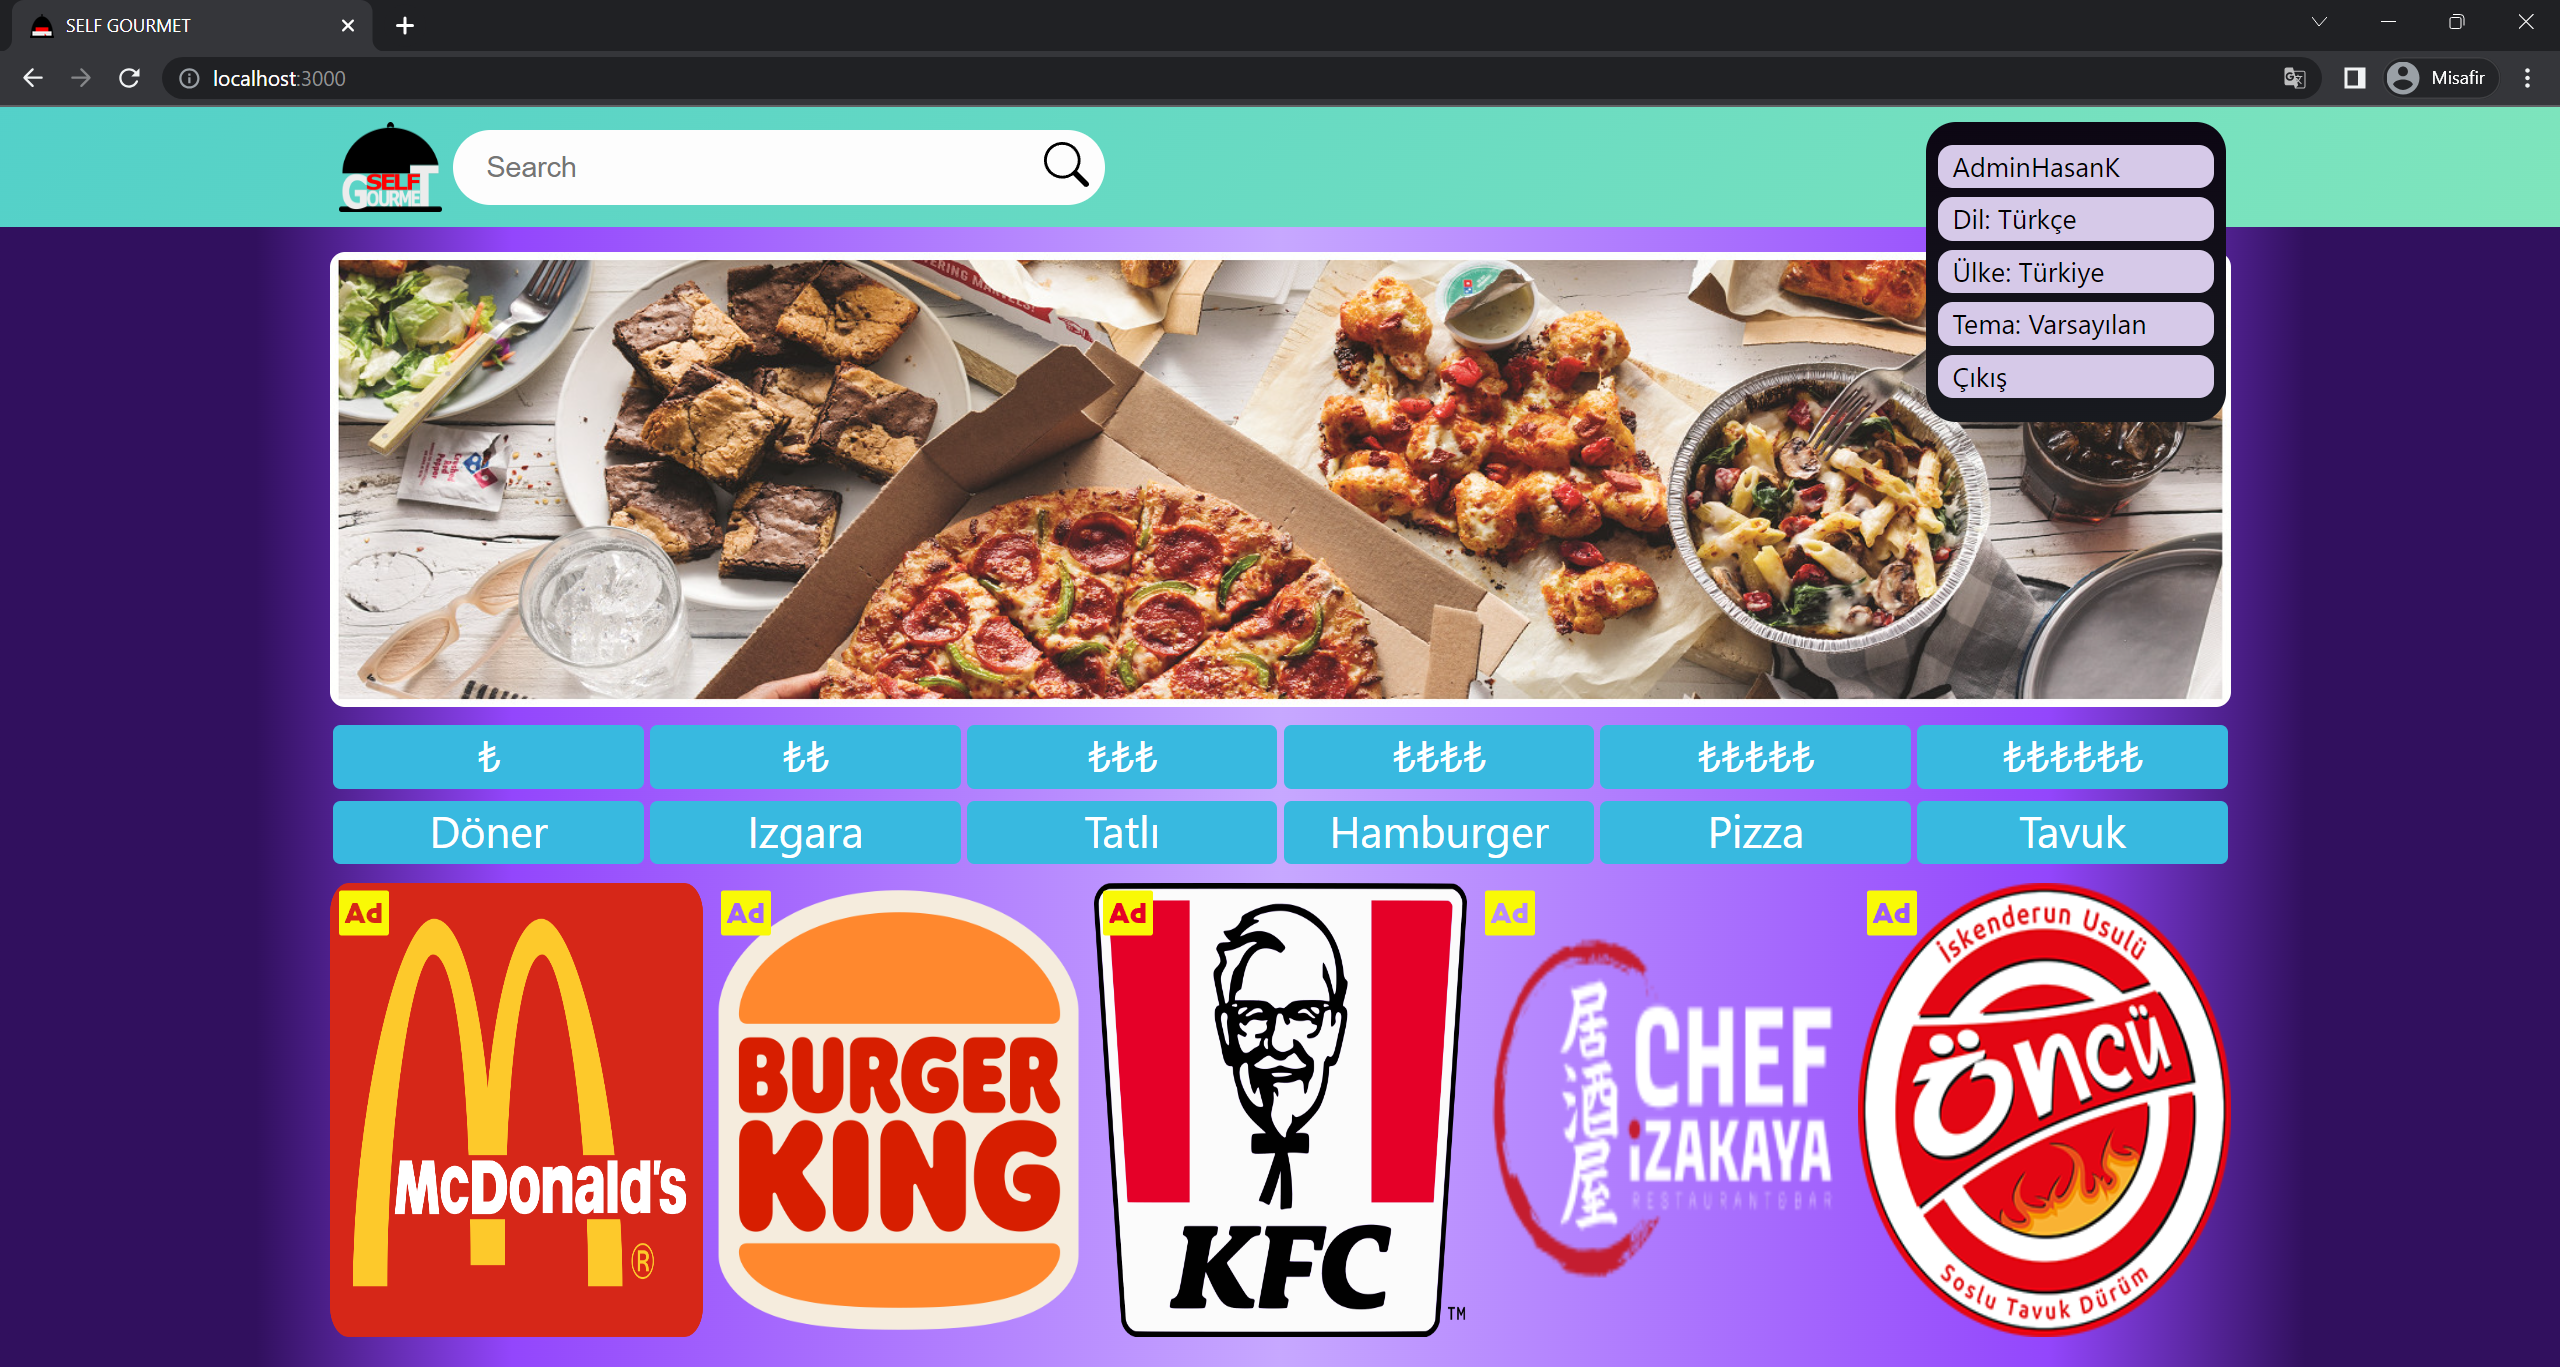 SELF GOURMET
localhost:3000
Misafir
SELF
GOURMET
Search
AdminHasanK
Dil: Türkçe
Ülke: Türkiye
Tema: Varsayılan
Çıkış
₺
₺₺
₺₺₺
₺₺₺₺
₺₺₺₺₺
₺₺₺₺₺₺
Döner
Izgara
Tatlı
Hamburger
Pizza
Tavuk
Ad
McDonald's
®
Ad
BURGER
KING
Ad
KFC
TM
Ad
居酒屋
CHEF
iZAKAYA
RESTAURANT&BAR
Ad
İskenderun Usulü
öncü
Soslu Tavuk Dürüm